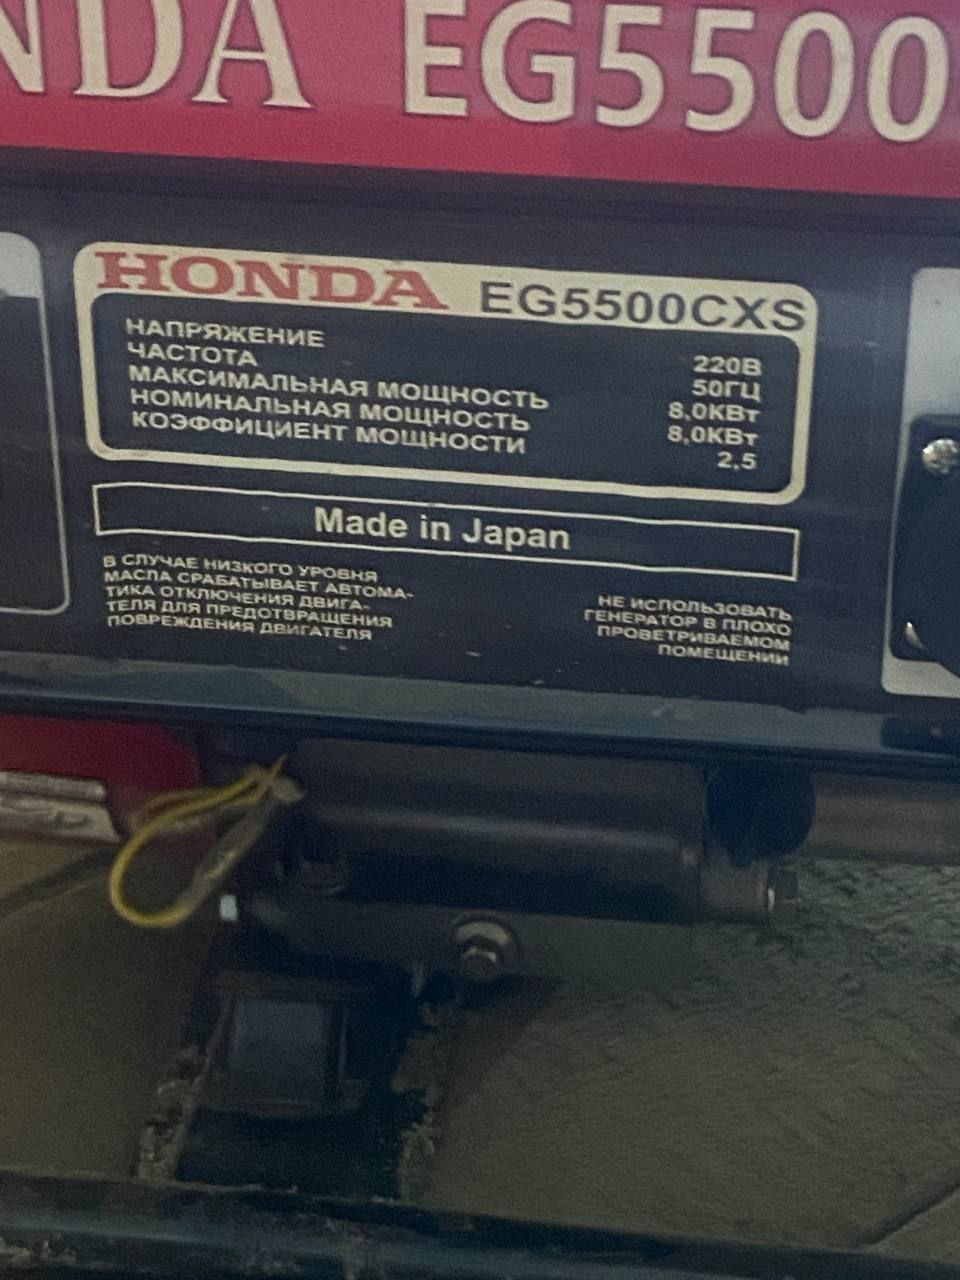 NDA EG5500
HONDA EG5500CXS
НАПРЯЖЕНИЕ 220В
ЧАСТОТА 50ГЦ
МАКСИМАЛЬНАЯ МОЩНОСТЬ 8,0КВт
НОМИНАЛЬНАЯ МОЩНОСТЬ 8,0КВт
КОЭФФИЦИЕНТ МОЩНОСТИ 2,5
Made in Japan
В СЛУЧАЕ НИЗКОГО УРОВНЯ
МАСЛА СРАБАТЫВАЕТ АВТОМА-
ТИКА ОТКЛЮЧЕНИЯ ДВИГА-
ТЕЛЯ ДЛЯ ПРЕДОТВРАЩЕНИЯ
ПОВРЕЖДЕНИЯ ДВИГАТЕЛЯ
НЕ ИСПОЛЬЗОВАТЬ
ГЕНЕРАТОР В ПЛОХО
ПРОВЕТРИВАЕМОМ
ПОМЕЩЕНИИ